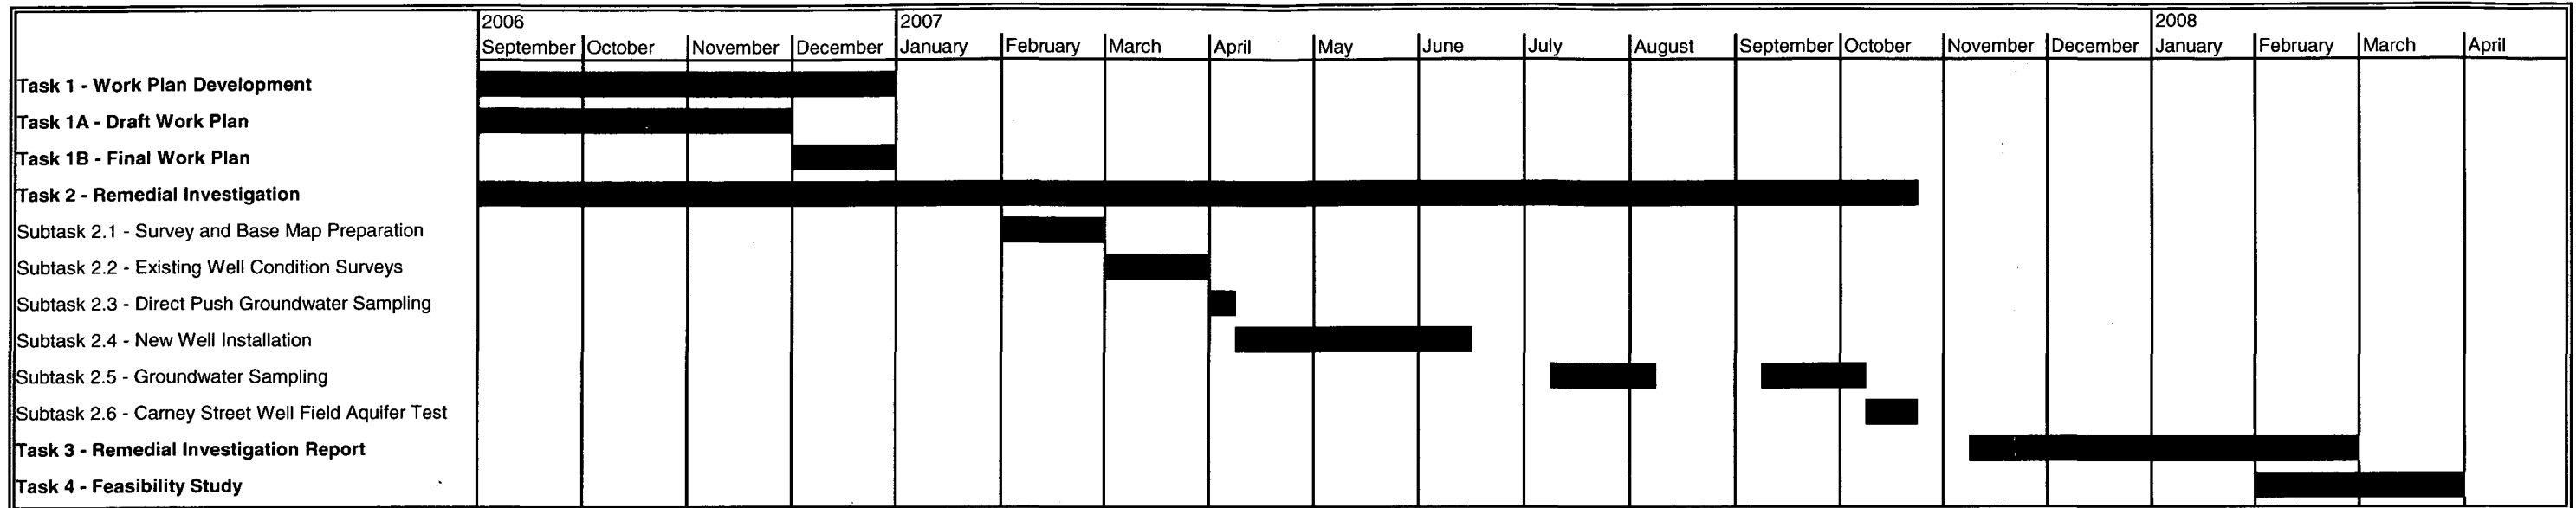 2006 2007 2008
September October November December January February March April May June July August September October November December January February March April
Task 1 - Work Plan Development
Task 1A - Draft Work Plan
Task 1B - Final Work Plan
Task 2 - Remedial Investigation
Subtask 2.1 - Survey and Base Map Preparation
Subtask 2.2 - Existing Well Condition Surveys
Subtask 2.3 - Direct Push Groundwater Sampling
Subtask 2.4 - New Well Installation
Subtask 2.5 - Groundwater Sampling
Subtask 2.6 - Carney Street Well Field Aquifer Test
Task 3 - Remedial Investigation Report
Task 4 - Feasibility Study